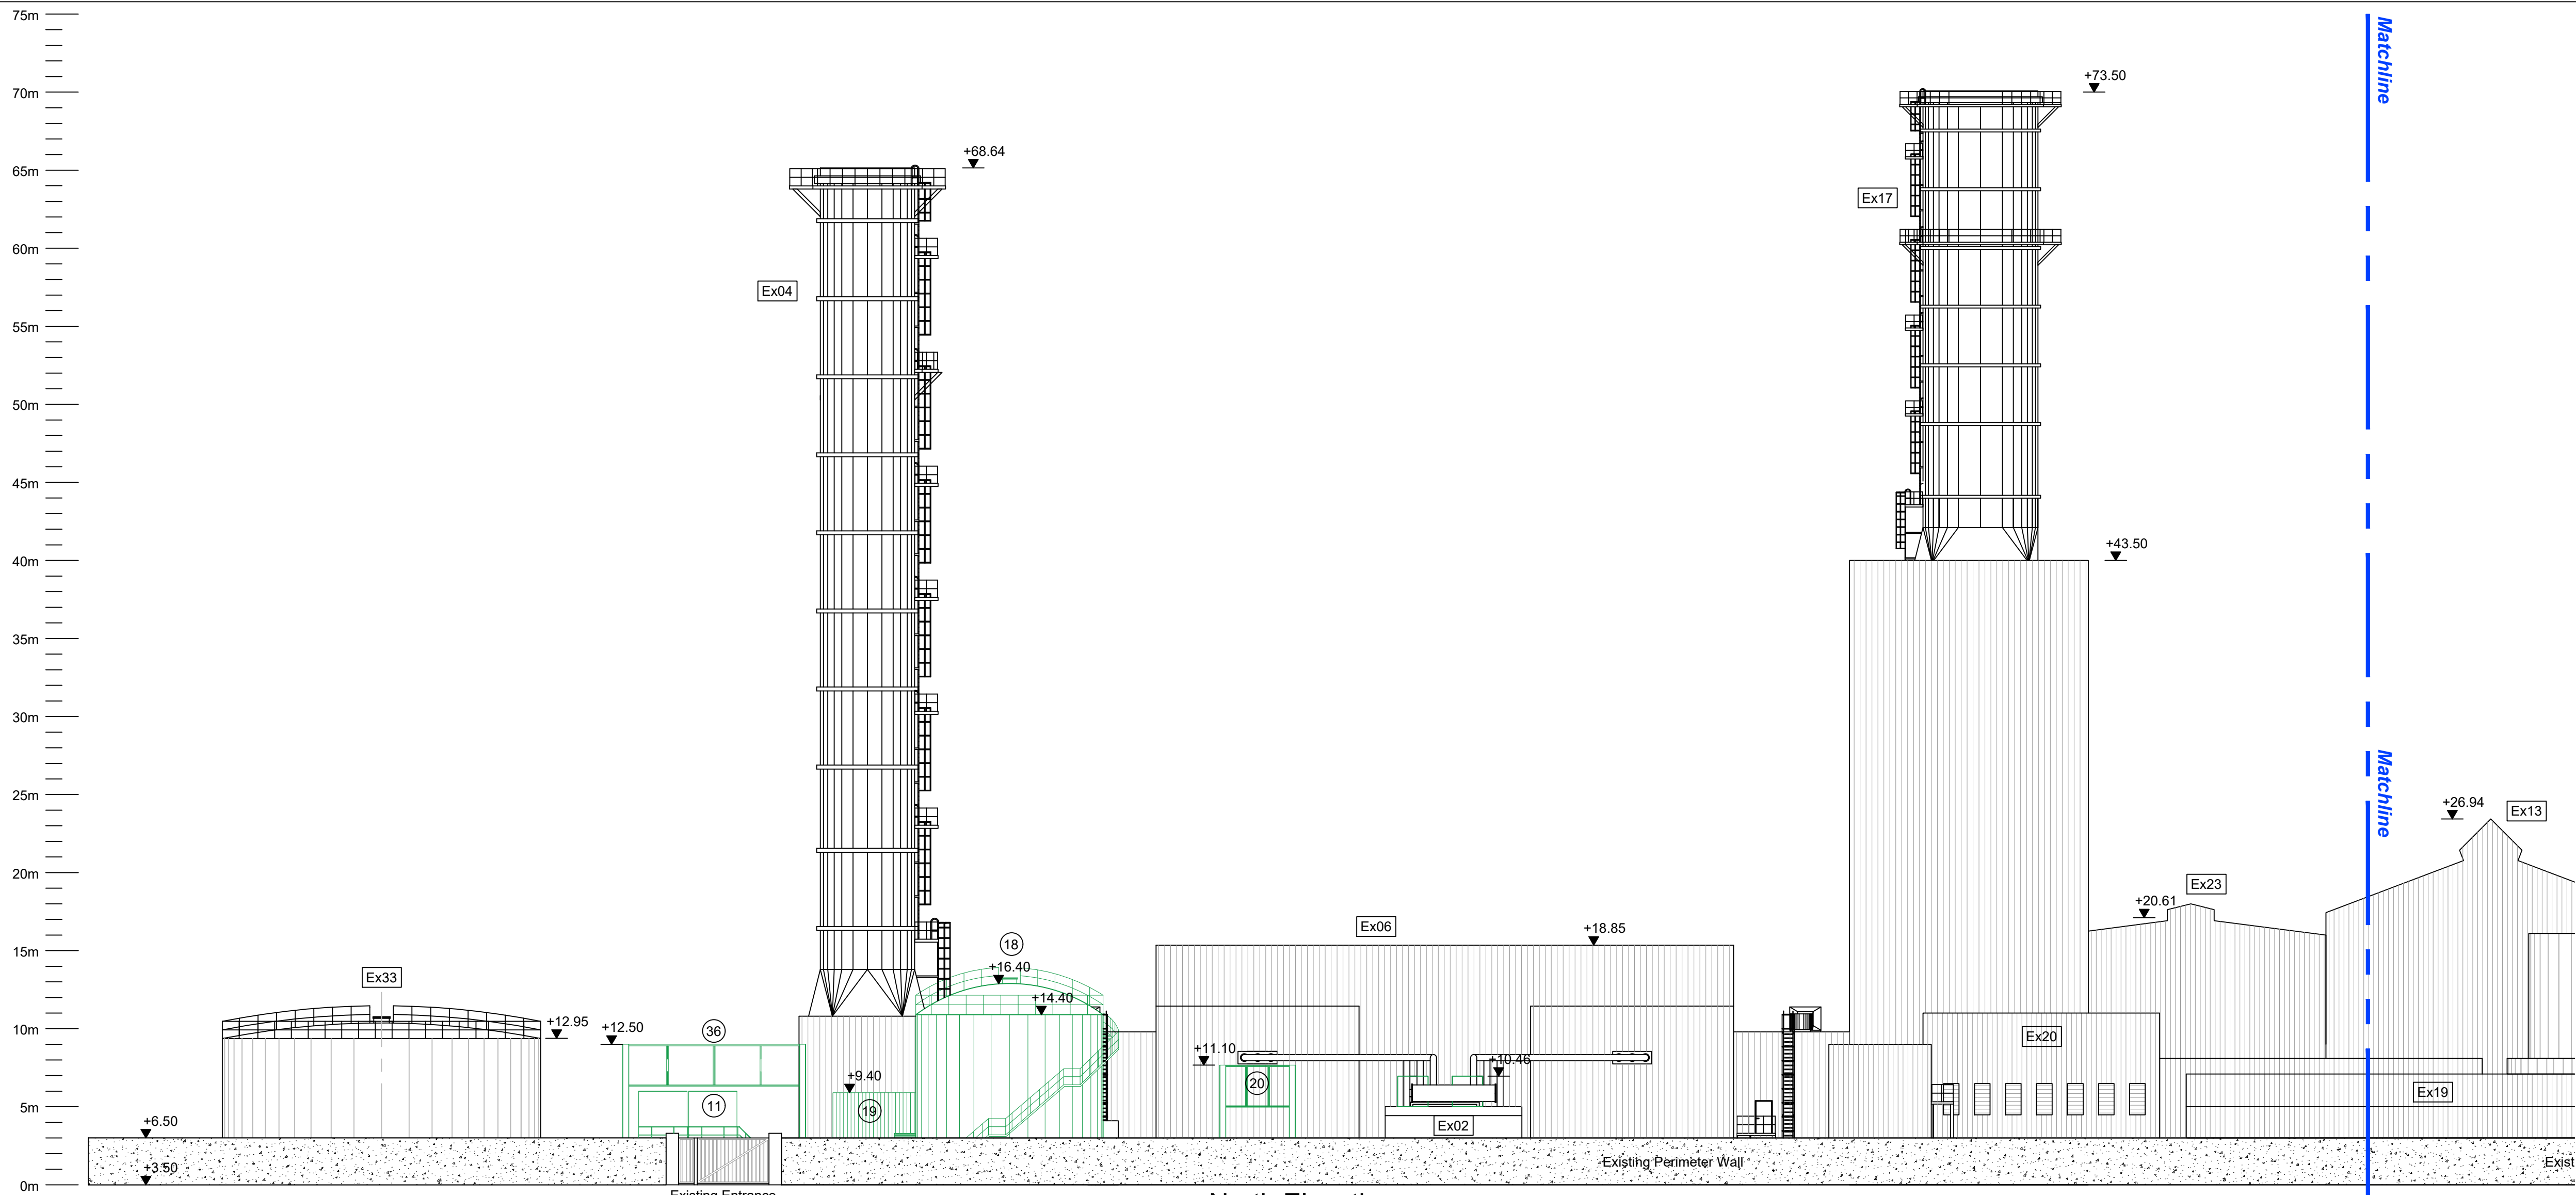 75m
70m
65m
60m
55m
50m
45m
40m
35m
30m
25m
20m
15m
10m
5m
0m
+73.50
Matchline
+68.64
Ex17
Ex04
+43.50
Matchline
+26.94
Ex13
Ex23
+20.61
Ex06
+18.85
18
+16.40
+14.40
Ex33
+12.95
+12.50
36
Ex20
+11.10
+10.46
20
+9.40
19
11
Ex19
Ex02
+6.50
+3.50
Existing Perimeter Wall
Exist
Existing Entrance